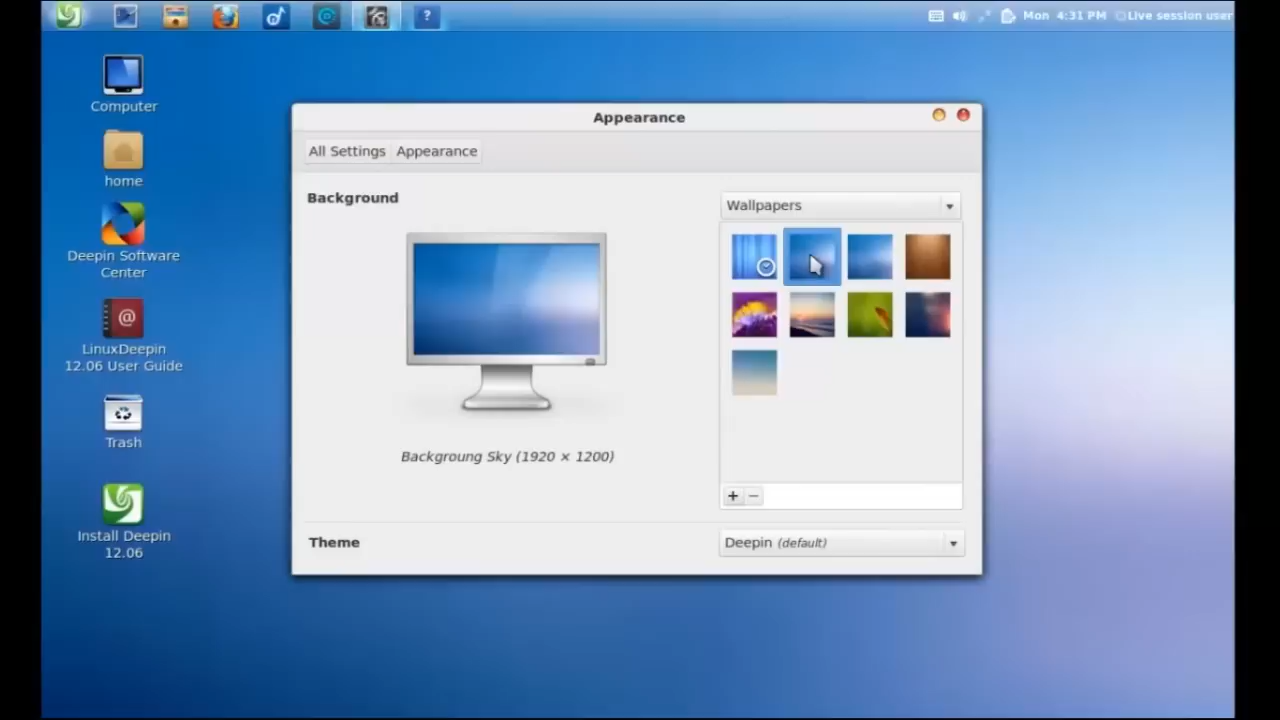 ? Mon 4:31 PM Live session user
Computer
home
Deepin Software
Center
@
LinuxDeepin
12.06 User Guide
Trash
Install Deepin
12.06
Appearance
All Settings Appearance
Background
Wallpapers
Backgroung Sky (1920 × 1200)
+ −
Theme
Deepin (default)